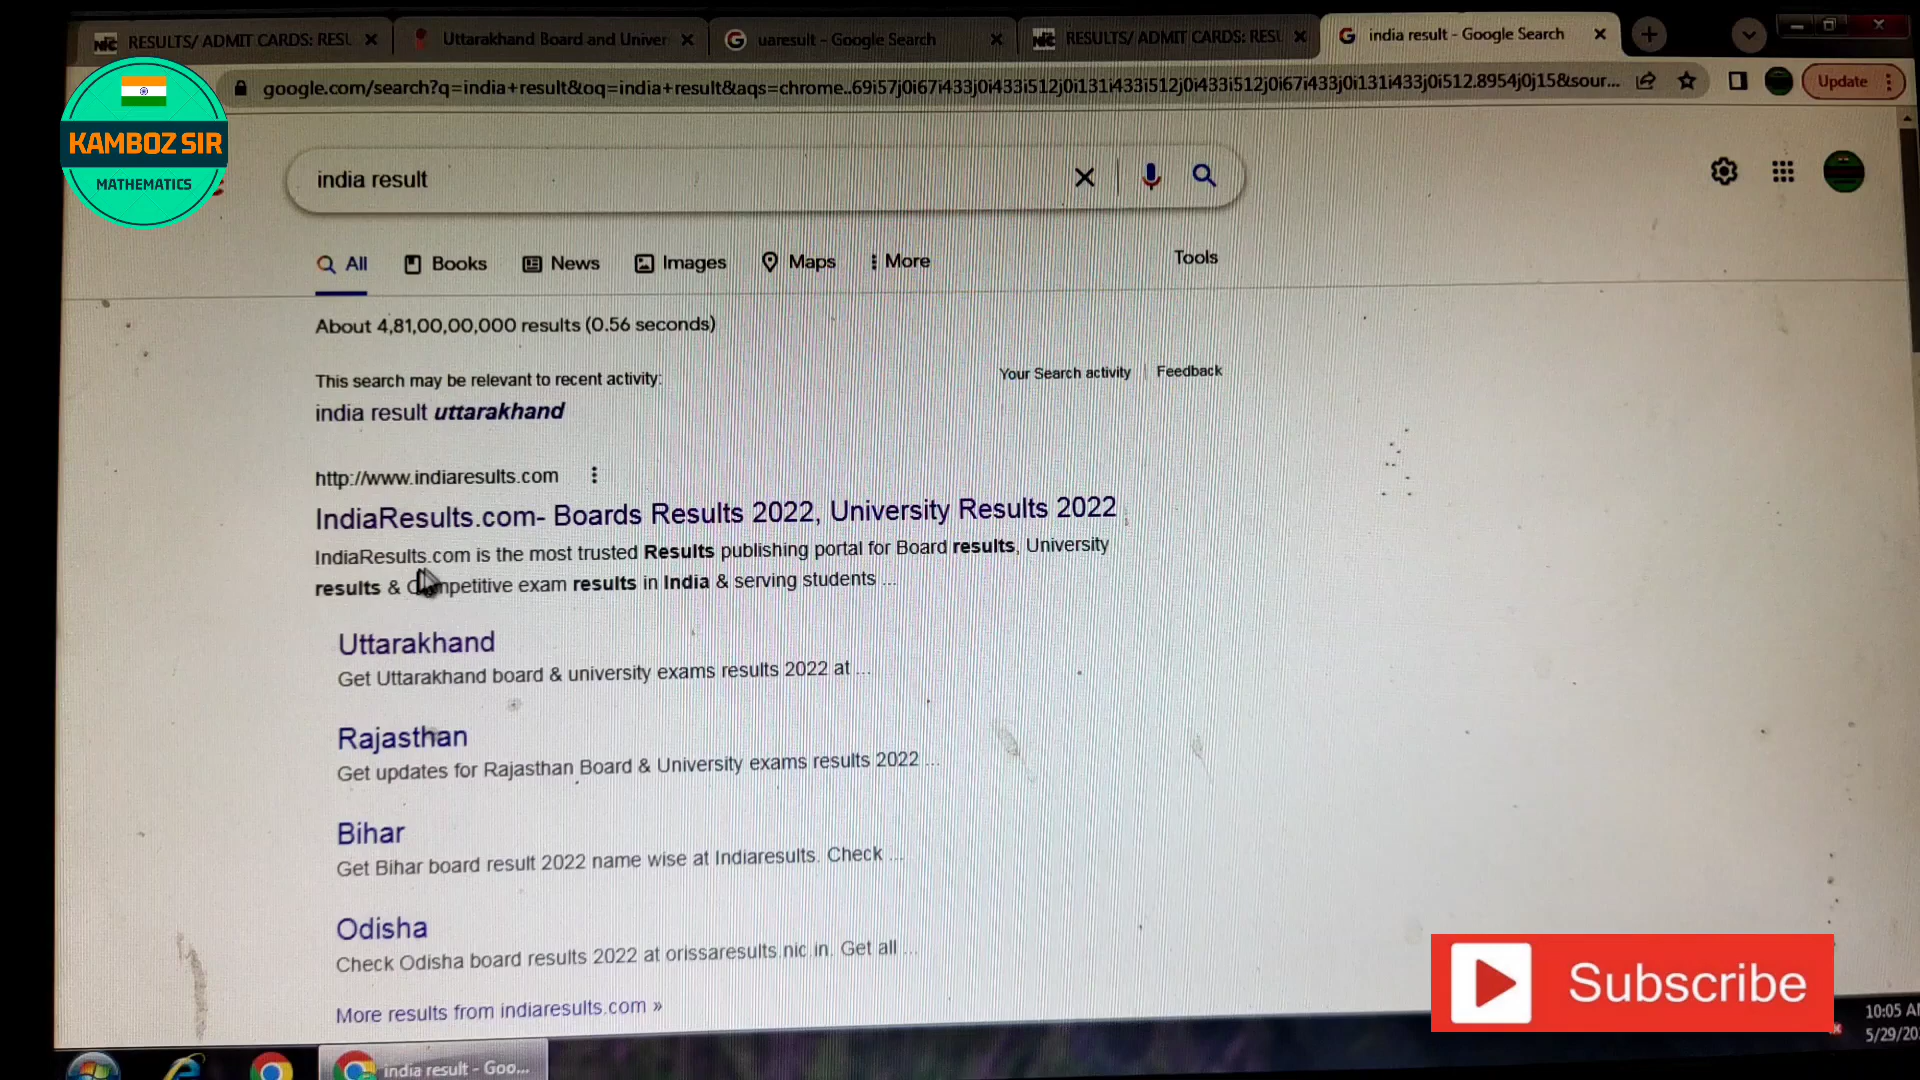 RESULTS/ ADMIT CARDS: RESU
Uttarakhand Board and Univer
uaresult - Google Search
RESULTS/ ADMIT CARDS: RESU
india result - Google Search
google.com/search?q=india+result&oq=india+result&aqs=chrome..69i57j0i67i433j0i433i512j0i131i433i512j0i433i512j0i67i433j0i131i433j0i512.8954j0j15&sour...
Update
KAMBOZ SIR
MATHEMATICS
india result
All
Books
News
Images
Maps
More
Tools
About 4,81,00,00,000 results (0.56 seconds)
This search may be relevant to recent activity:
Your Search activity
Feedback
india result uttarakhand
http://www.indiaresults.com
IndiaResults.com- Boards Results 2022, University Results 2022
IndiaResults.com is the most trusted Results publishing portal for Board results, University
results & Competitive exam results in India & serving students ...
Uttarakhand
Get Uttarakhand board & university exams results 2022 at ...
Rajasthan
Get updates for Rajasthan Board & University exams results 2022 ...
Bihar
Get Bihar board result 2022 name wise at Indiaresults. Check ...
Odisha
Check Odisha board results 2022 at orissaresults.nic.in. Get all ...
More results from indiaresults.com »
Subscribe
10:05 A
5/29/20
india result - Goo...